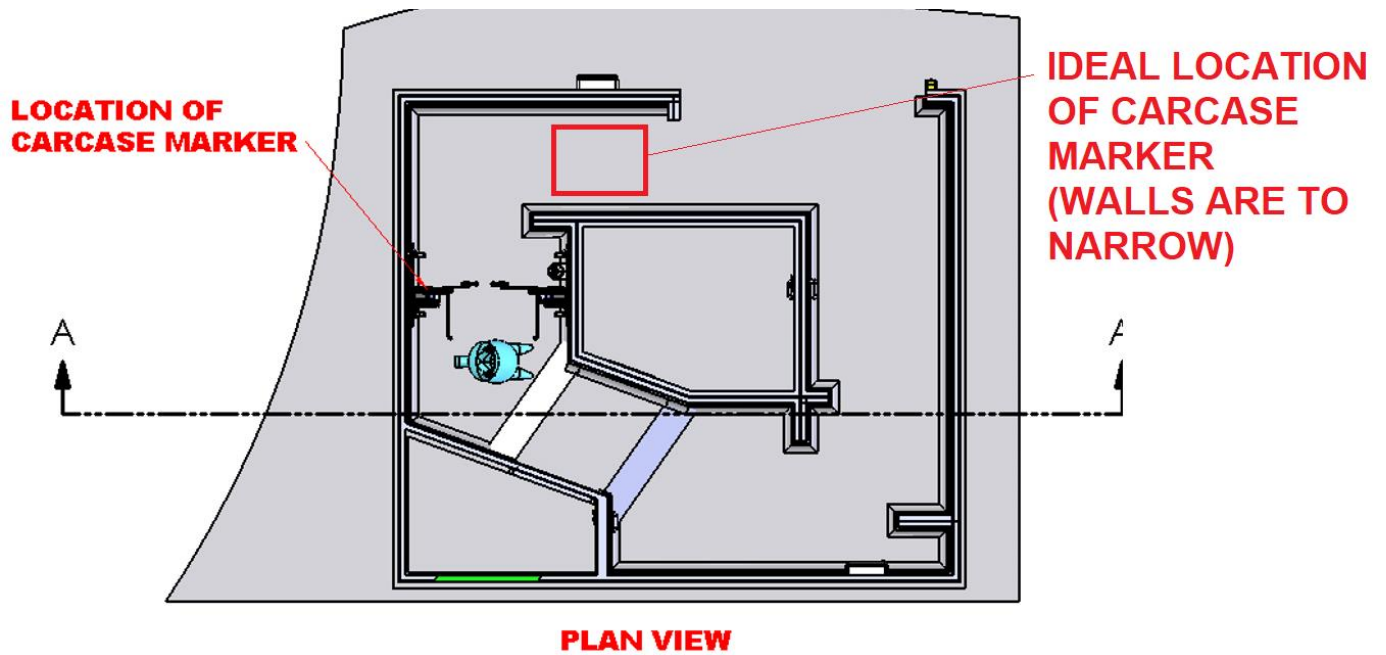 LOCATION OF
CARCASE MARKER
IDEAL LOCATION
OF CARCASE
MARKER
(WALLS ARE TO
NARROW)
A
A
PLAN VIEW